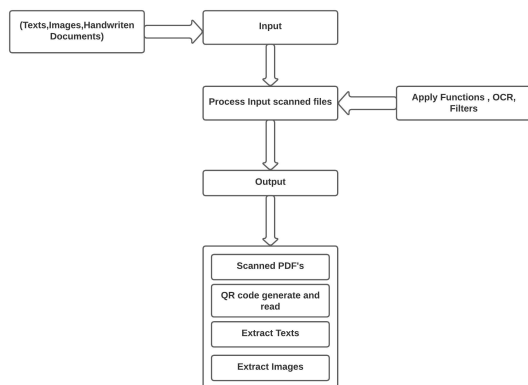 (Texts,Images,Handwriten
Documents)
Input
Process Input scanned files
Apply Functions , OCR,
Filters
Output
Scanned PDF's
QR code generate and
read
Extract Texts
Extract Images